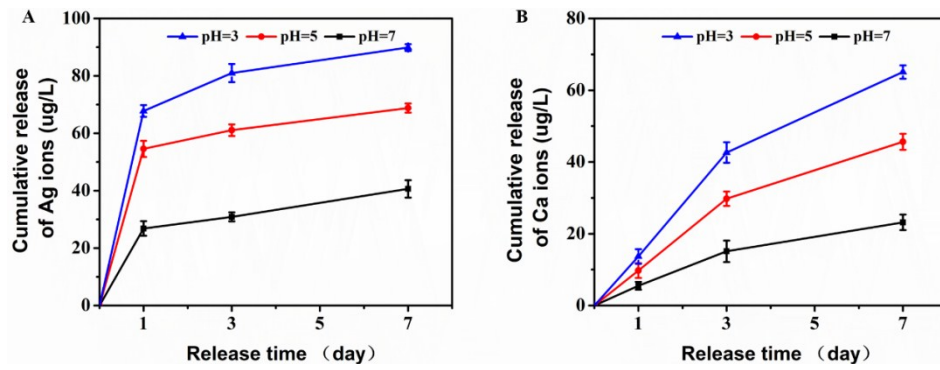 A
pH=3 pH=5 pH=7
Cumulative release
of Ag ions (ug/L)
100
80
60
40
20
0
1 3 5 7
Release time （day）
B
pH=3 pH=5 pH=7
Cumulative release
of Ca ions (ug/L)
80
60
40
20
0
1 3 5 7
Release time （day）